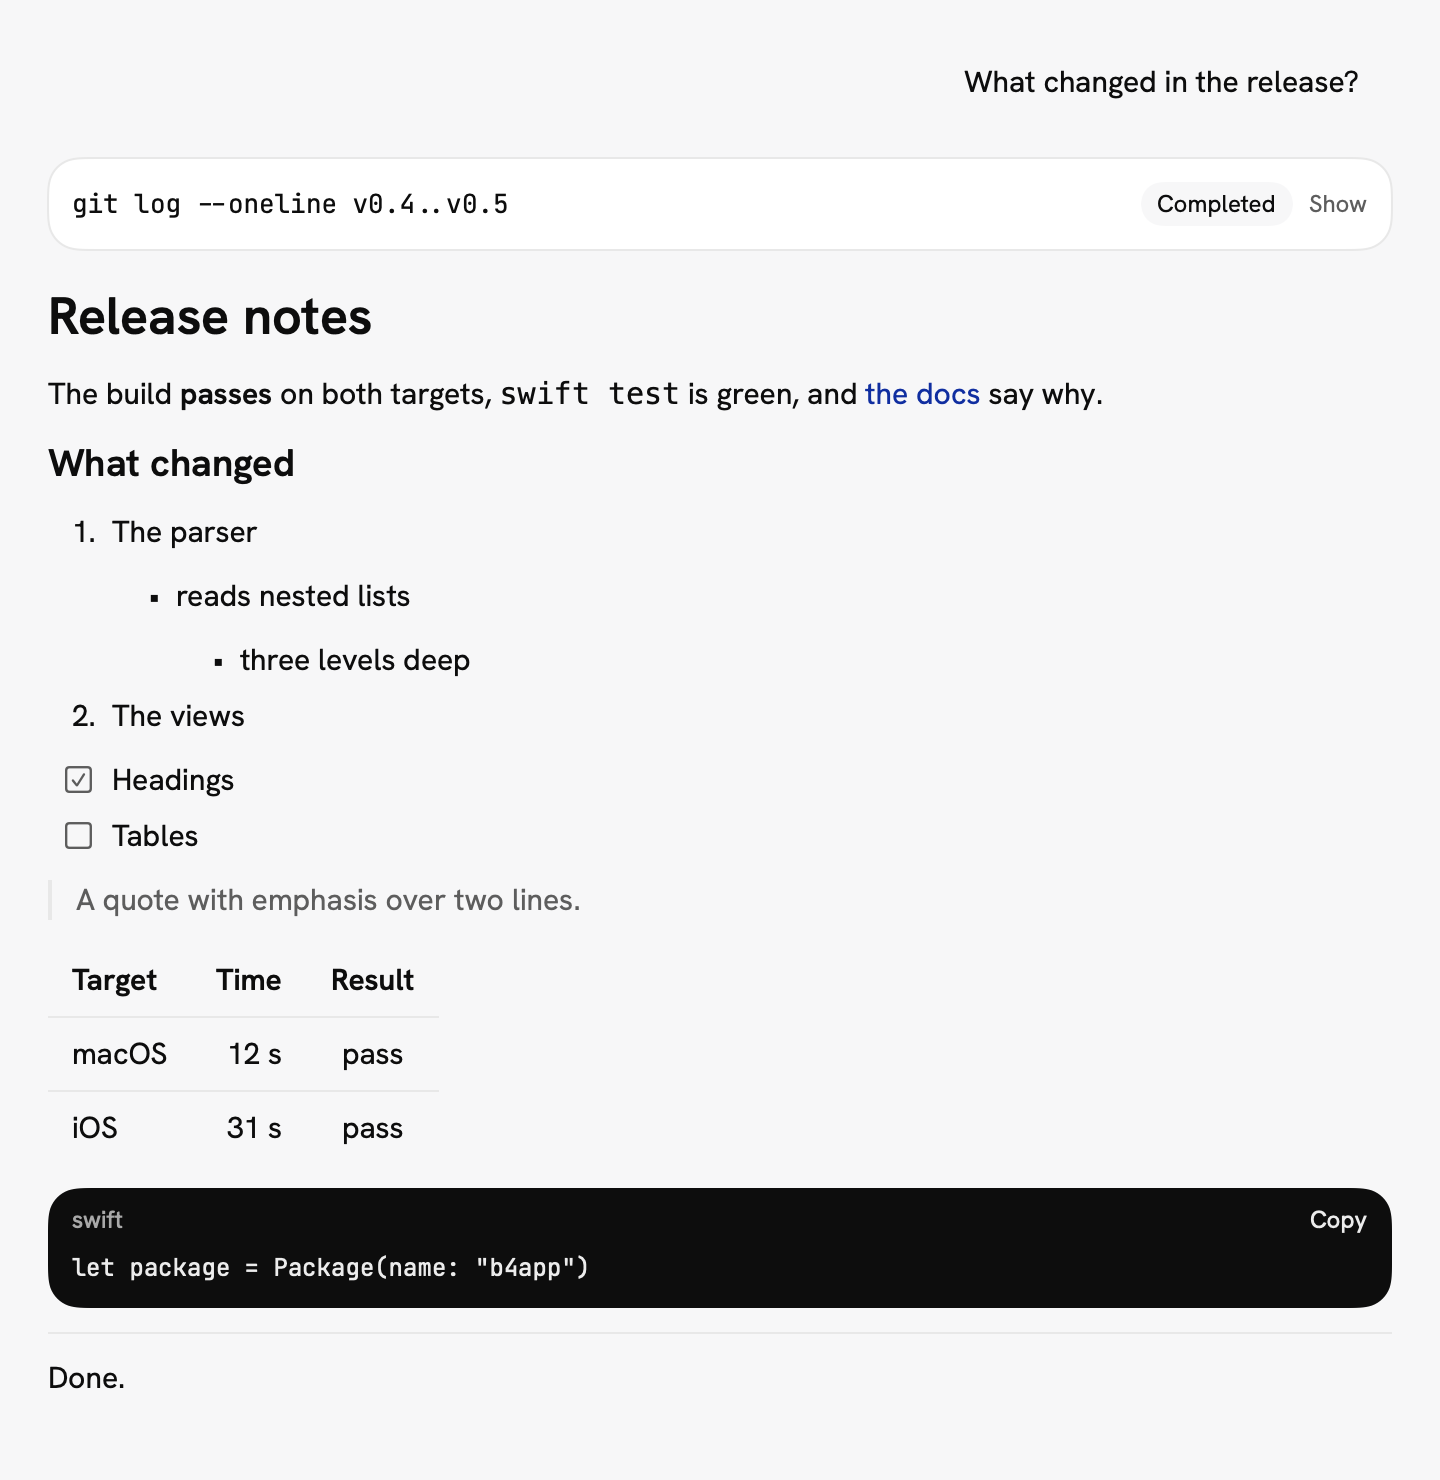 What changed in the release?
git log --oneline v0.4..v0.5
Completed
Show
Release notes
The build passes on both targets, swift test is green, and the docs say why.
What changed
1. The parser
▪ reads nested lists
▪ three levels deep
2. The views
Headings
Tables
A quote with emphasis over two lines.
Target Time Result
macOS 12 s pass
iOS 31 s pass
swift
Copy
let package = Package(name: "b4app")
Done.